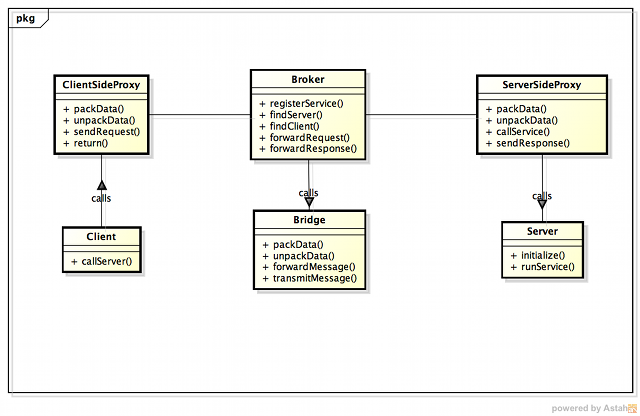 pkg
ClientSideProxy
+ packData()
+ unpackData()
+ sendRequest()
+ return()
Broker
+ registerService()
+ findServer()
+ findClient()
+ forwardRequest()
+ forwardResponse()
ServerSideProxy
+ packData()
+ unpackData()
+ callService()
+ sendResponse()
calls
calls
calls
Client
+ callServer()
Bridge
+ packData()
+ unpackData()
+ forwardMessage()
+ transmitMessage()
Server
+ initialize()
+ runService()
powered by Astah